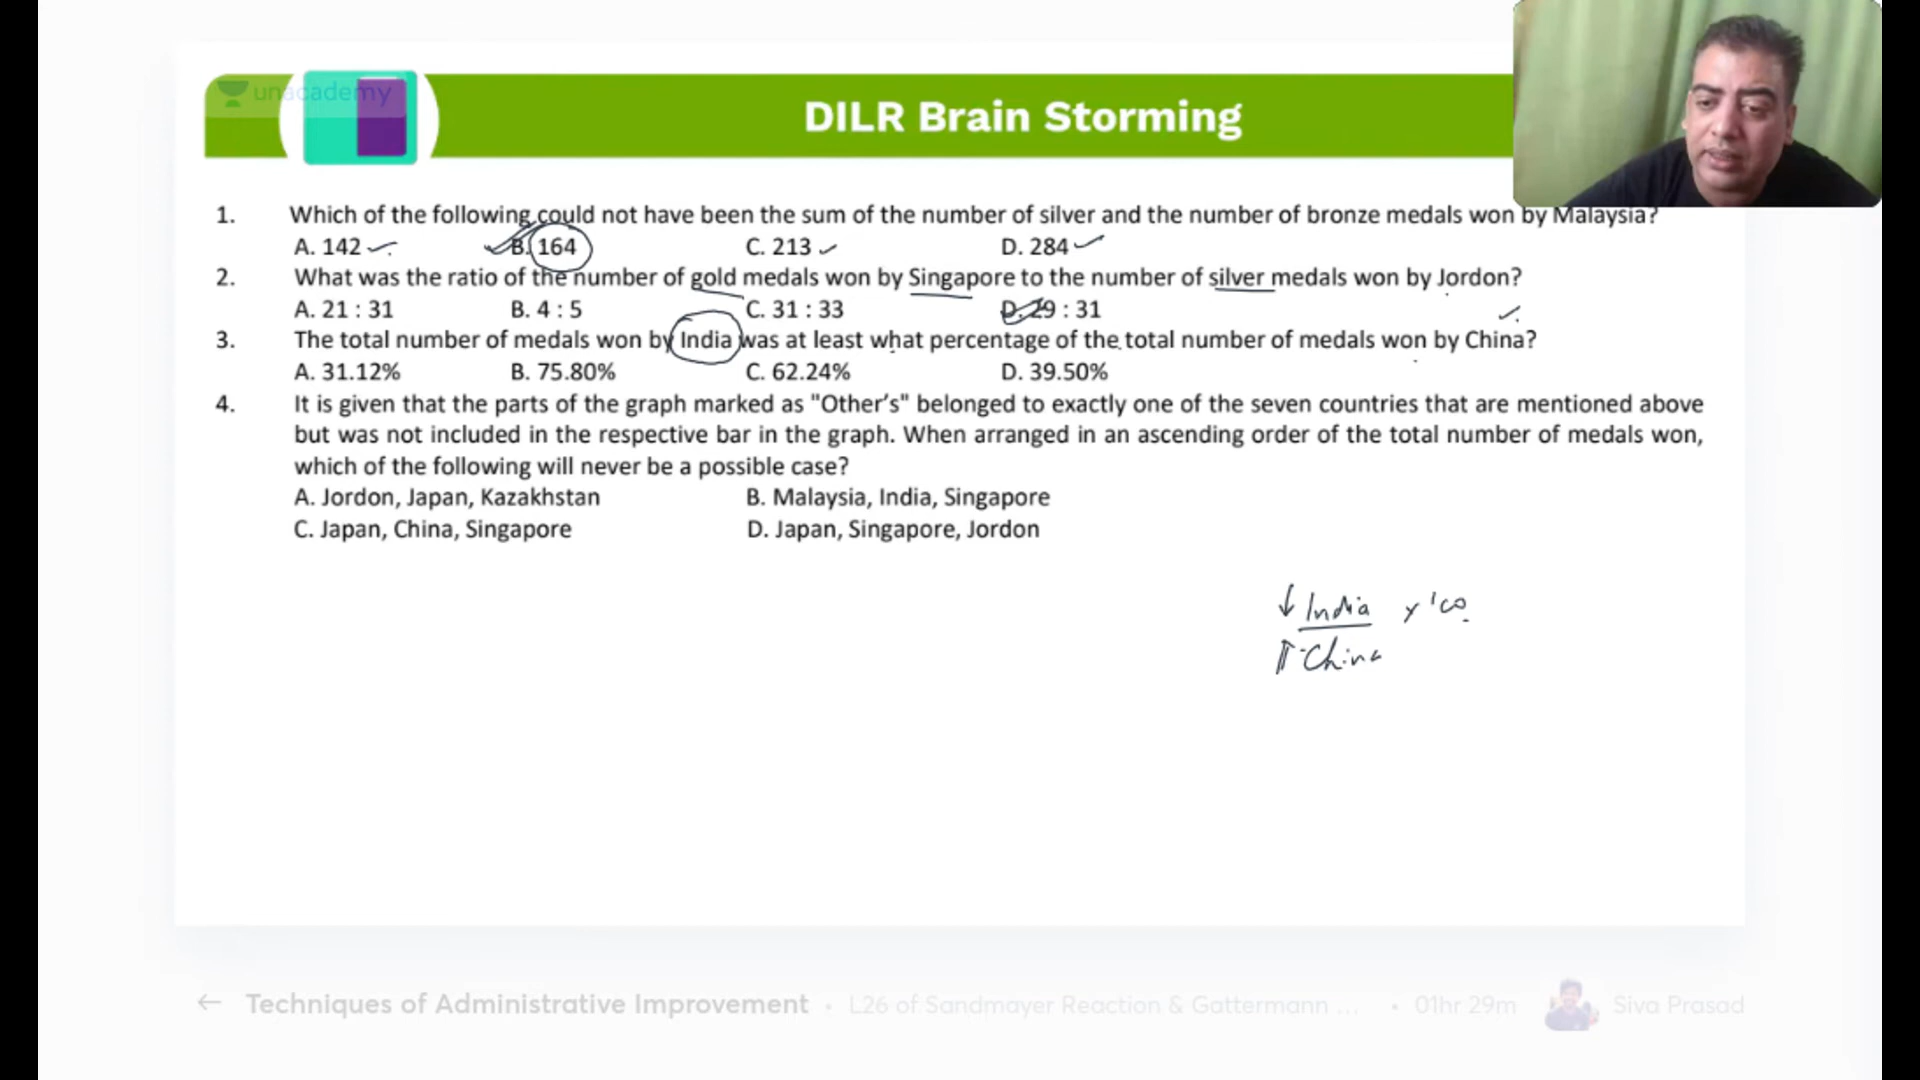 unacademy
DILR Brain Storming
1. Which of the following could not have been the sum of the number of silver and the number of bronze medals won by Malaysia?
A. 142 B. 164 C. 213 D. 284
2. What was the ratio of the number of gold medals won by Singapore to the number of silver medals won by Jordon?
A. 21 : 31 B. 4 : 5 C. 31 : 33 D. 29 : 31
3. The total number of medals won by India was at least what percentage of the total number of medals won by China?
A. 31.12% B. 75.80% C. 62.24% D. 39.50%
4. It is given that the parts of the graph marked as "Other's" belonged to exactly one of the seven countries that are mentioned above
but was not included in the respective bar in the graph. When arranged in an ascending order of the total number of medals won,
which of the following will never be a possible case?
A. Jordon, Japan, Kazakhstan B. Malaysia, India, Singapore
C. Japan, China, Singapore D. Japan, Singapore, Jordon
↓ India
↑ China
← Techniques of Administrative Improvement • L26 of Sandmayer Reaction & Gattermann ... • 01hr 29m Siva Prasad